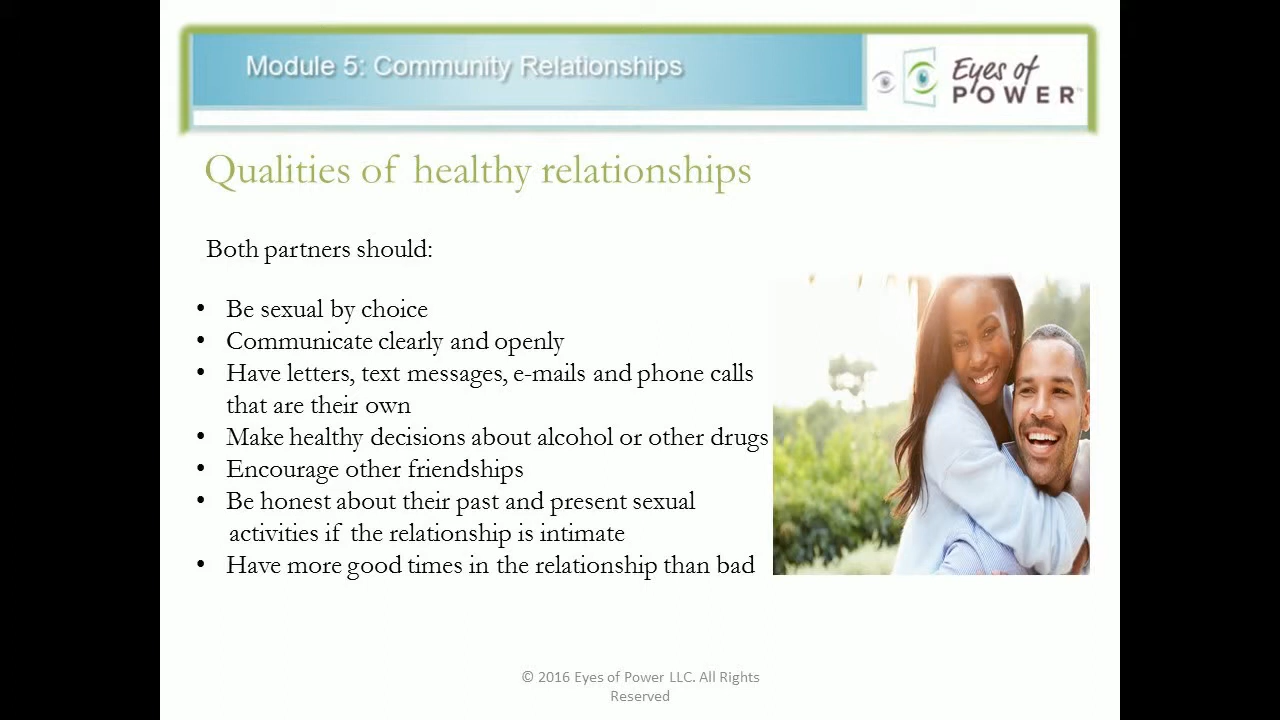 Module 5: Community Relationships
Eyes of
POWER™
Qualities of healthy relationships
Both partners should:
• Be sexual by choice
• Communicate clearly and openly
• Have letters, text messages, e-mails and phone calls
that are their own
• Make healthy decisions about alcohol or other drugs
• Encourage other friendships
• Be honest about their past and present sexual
activities if the relationship is intimate
• Have more good times in the relationship than bad
© 2016 Eyes of Power LLC. All Rights
Reserved